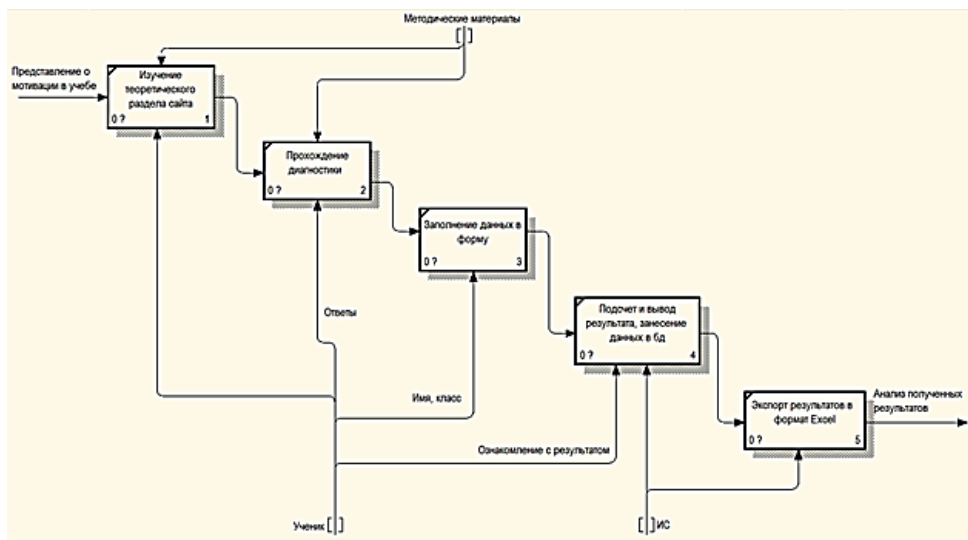 Методические материалы
Представление о
мотивации в учебе
Изучение
теоретического
раздела сайта
0 ?
1
Прохождение
диагностики
0 ?
2
Заполнение данных в
форму
0 ?
3
Ответы
Подсчет и вывод
результата, занесение
данных в бд
0 ?
4
Имя, класс
Анализ полученных
результатов
Экспорт результатов в
формат Excel
0 ?
5
Ознакомление с результатом
Ученик
ИС